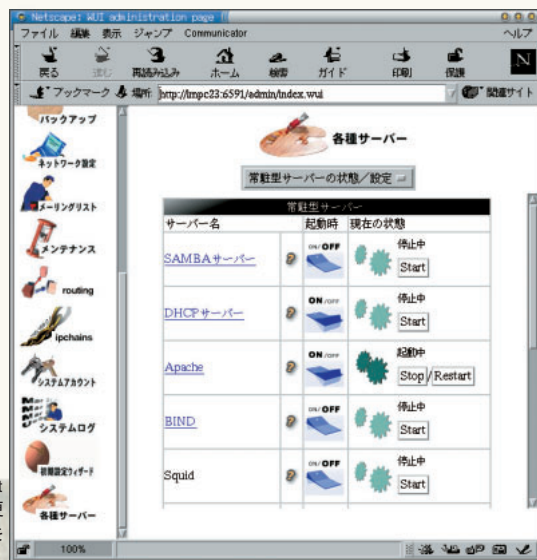 Netscape: WUI administration page
ファイル 編集 表示 ジャンプ Communicator ヘルプ
戻る 進む 再読み込み ホーム 検索 ガイド 印刷 保護 N
ブックマーク 場所: http://lmpc23:6591/admin/index.wui 関連サイト
バックアップ
ネットワーク設定
メーリングリスト
メンテナンス
routing
ipchains
システムアカウント
システムログ
初期設定ウィザード
各種サーバー
各種サーバー
常駐型サーバーの状態／設定
常駐型サーバー
サーバー名 起動時 現在の状態
SAMBAサーバー ? ON/OFF 停止中
Start
DHCPサーバー ? ON/OFF 停止中
Start
Apache ? ON/OFF 起動中
Stop/Restart
BIND ? ON/OFF 停止中
Start
Squid ? ON/OFF 停止中
Start
100%